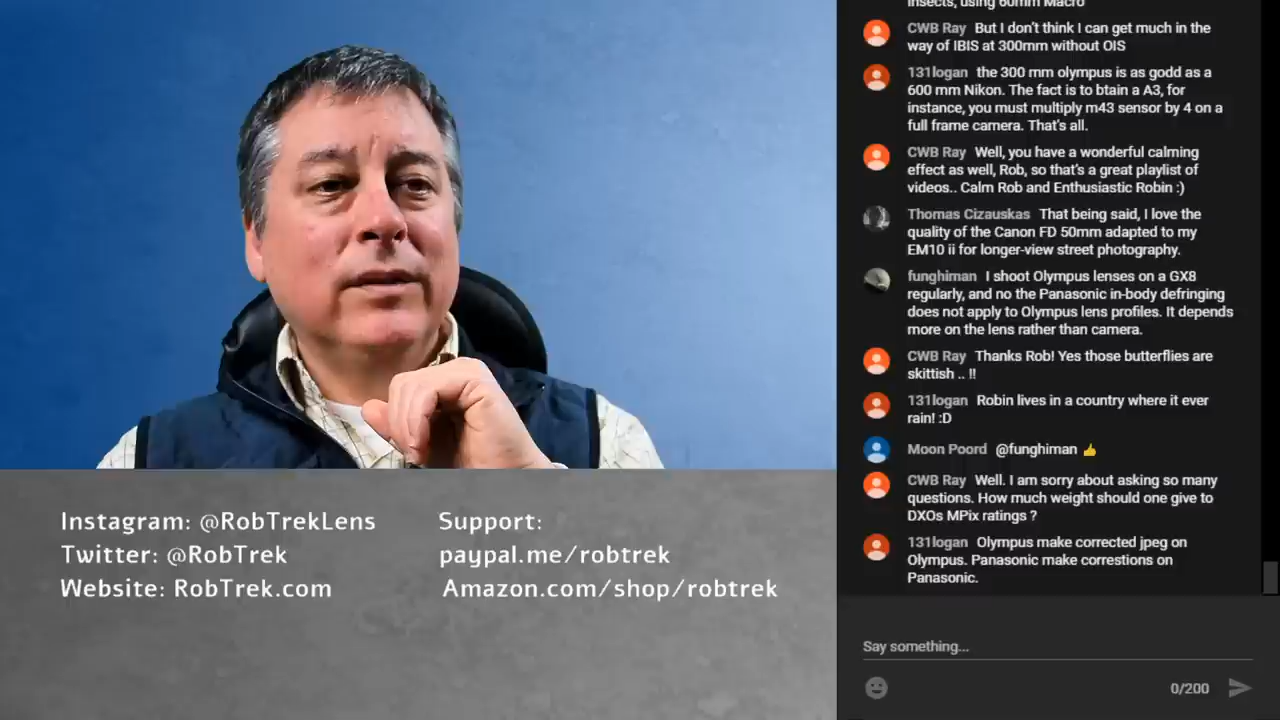 Instagram: @RobTrekLens
Twitter: @RobTrek
Website: RobTrek.com
Support:
paypal.me/robtrek
Amazon.com/shop/robtrek
insects, using 60mm Macro
CWB Ray But I don't think I can get much in the
way of IBIS at 300mm without OIS
131logan the 300 mm olympus is as godd as a
600 mm Nikon. The fact is to btain a A3, for
instance, you must multiply m43 sensor by 4 on a
full frame camera. That's all.
CWB Ray Well, you have a wonderful calming
effect as well, Rob, so that's a great playlist of
videos.. Calm Rob and Enthusiastic Robin :)
Thomas Cizauskas That being said, I love the
quality of the Canon FD 50mm adapted to my
EM10 ii for longer-view street photography.
funghiman I shoot Olympus lenses on a GX8
regularly, and no the Panasonic in-body defringing
does not apply to Olympus lens profiles. It depends
more on the lens rather than camera.
CWB Ray Thanks Rob! Yes those butterflies are
skittish .. !!
131logan Robin lives in a country where it ever
rain! :D
Moon Poord @funghiman 👍
CWB Ray Well. I am sorry about asking so many
questions. How much weight should one give to
DXOs MPix ratings ?
131logan Olympus make corrected jpeg on
Olympus. Panasonic make correstions on
Panasonic.
Say something...
0/200